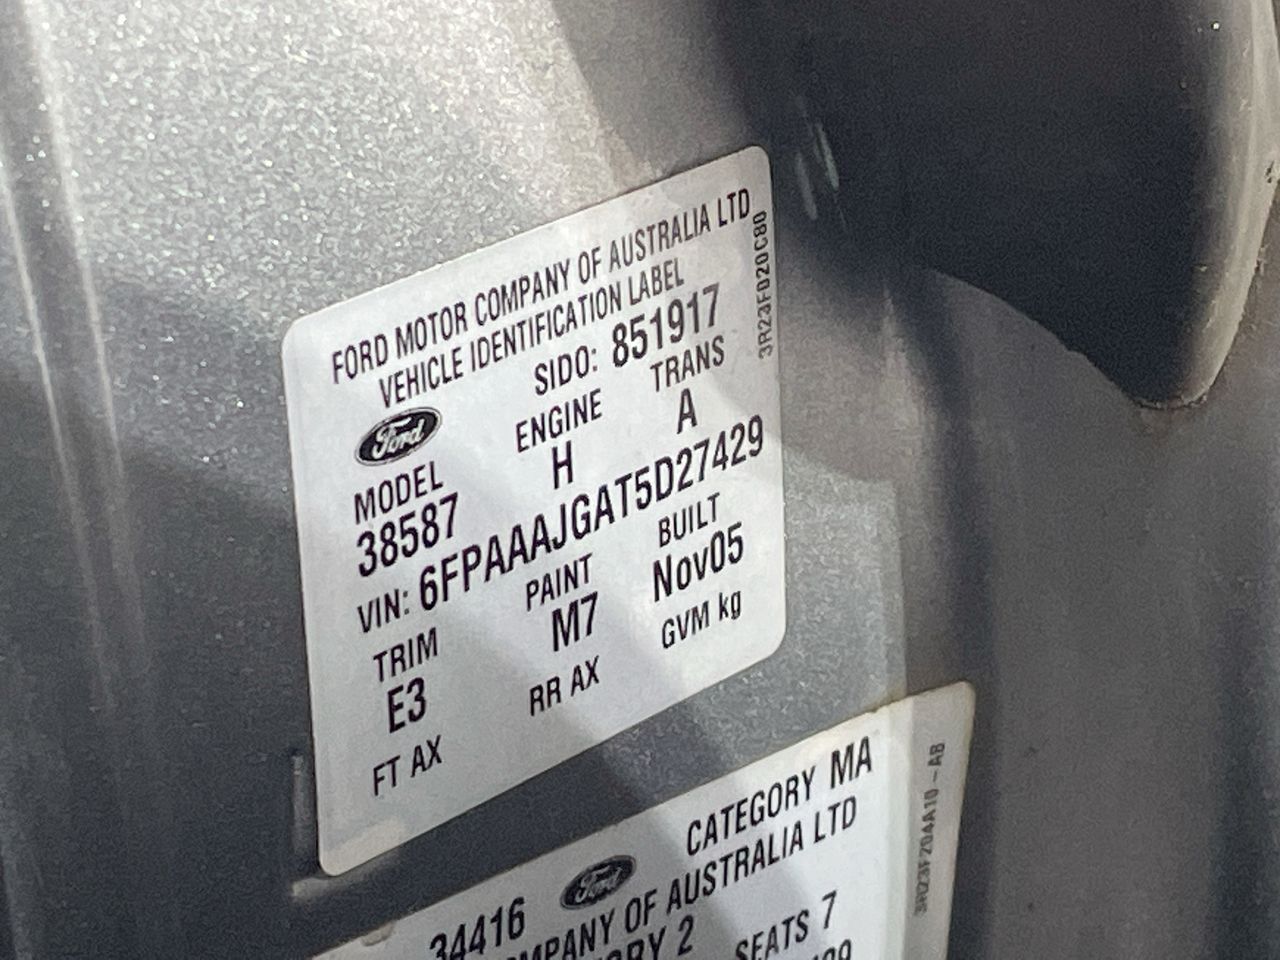 FORD MOTOR COMPANY OF AUSTRALIA LTD
VEHICLE IDENTIFICATION LABEL
3R23F020C80
Ford
SIDO: 851917
MODEL ENGINE TRANS
38587 H A
VIN: 6FPAAAJGAT5D27429
TRIM PAINT BUILT
E3 M7 Nov05
FT AX RR AX GVM kg
34416 Ford CATEGORY MA
COMPANY OF AUSTRALIA LTD
2 SEATS 7